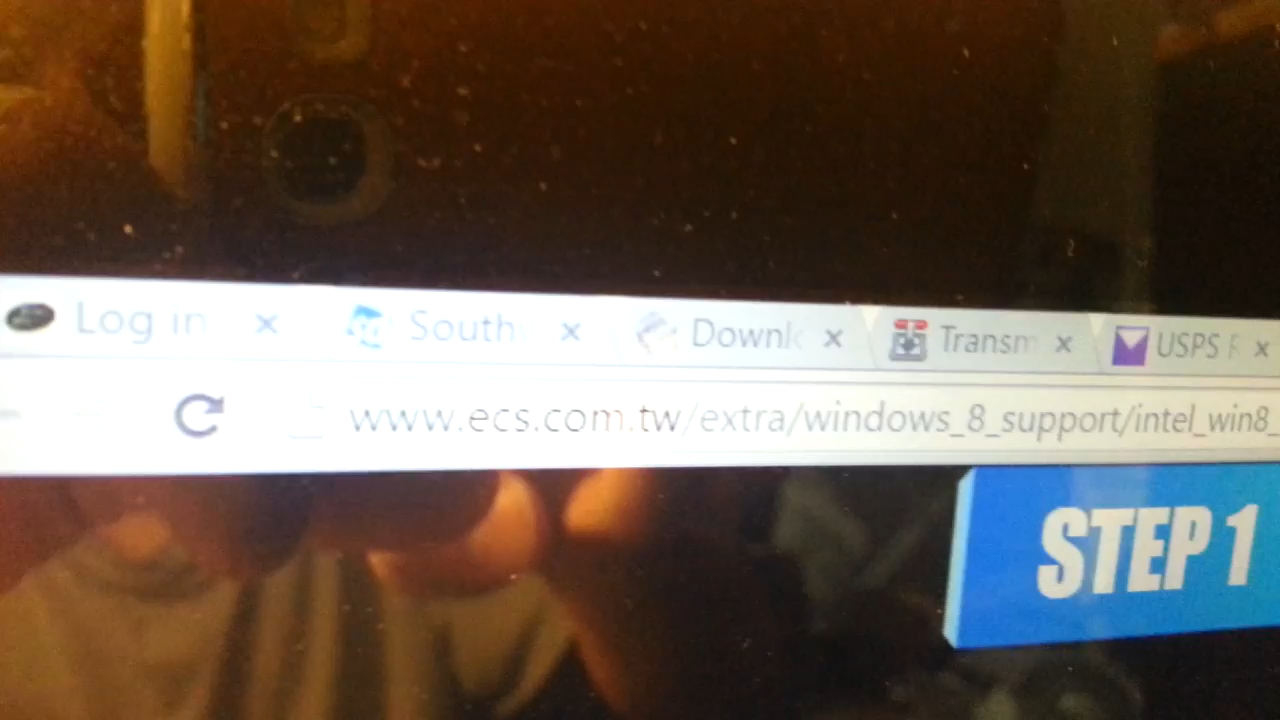 Log in South Downl Transm USPS
www.ecs.com.tw/extra/windows_8_support/intel_win8_
STEP 1